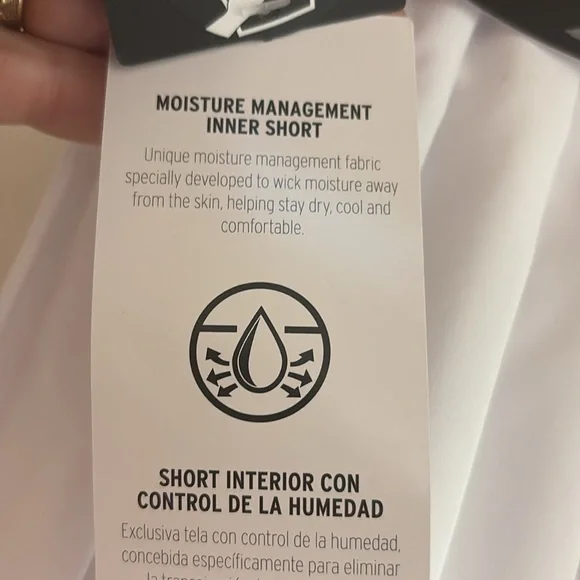 MOISTURE MANAGEMENT
INNER SHORT
Unique moisture management fabric
specially developed to wick moisture away
from the skin, helping stay dry, cool and
comfortable.
SHORT INTERIOR CON
CONTROL DE LA HUMEDAD
Exclusiva tela con control de la humedad,
concebida específicamente para eliminar